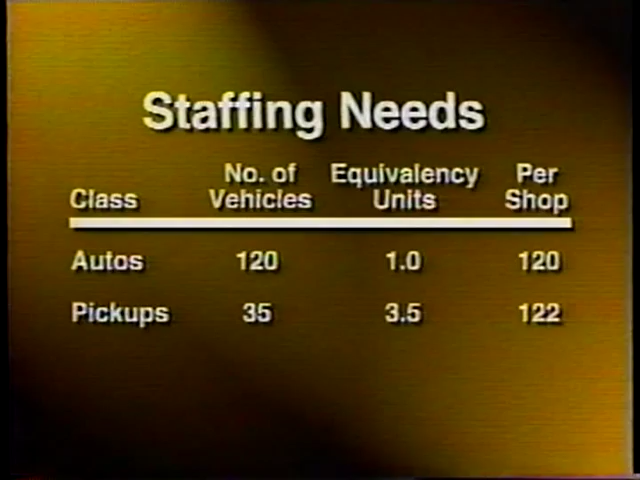 Staffing Needs
Class No. of Vehicles Equivalency Units Per Shop
Autos 120 1.0 120
Pickups 35 3.5 122